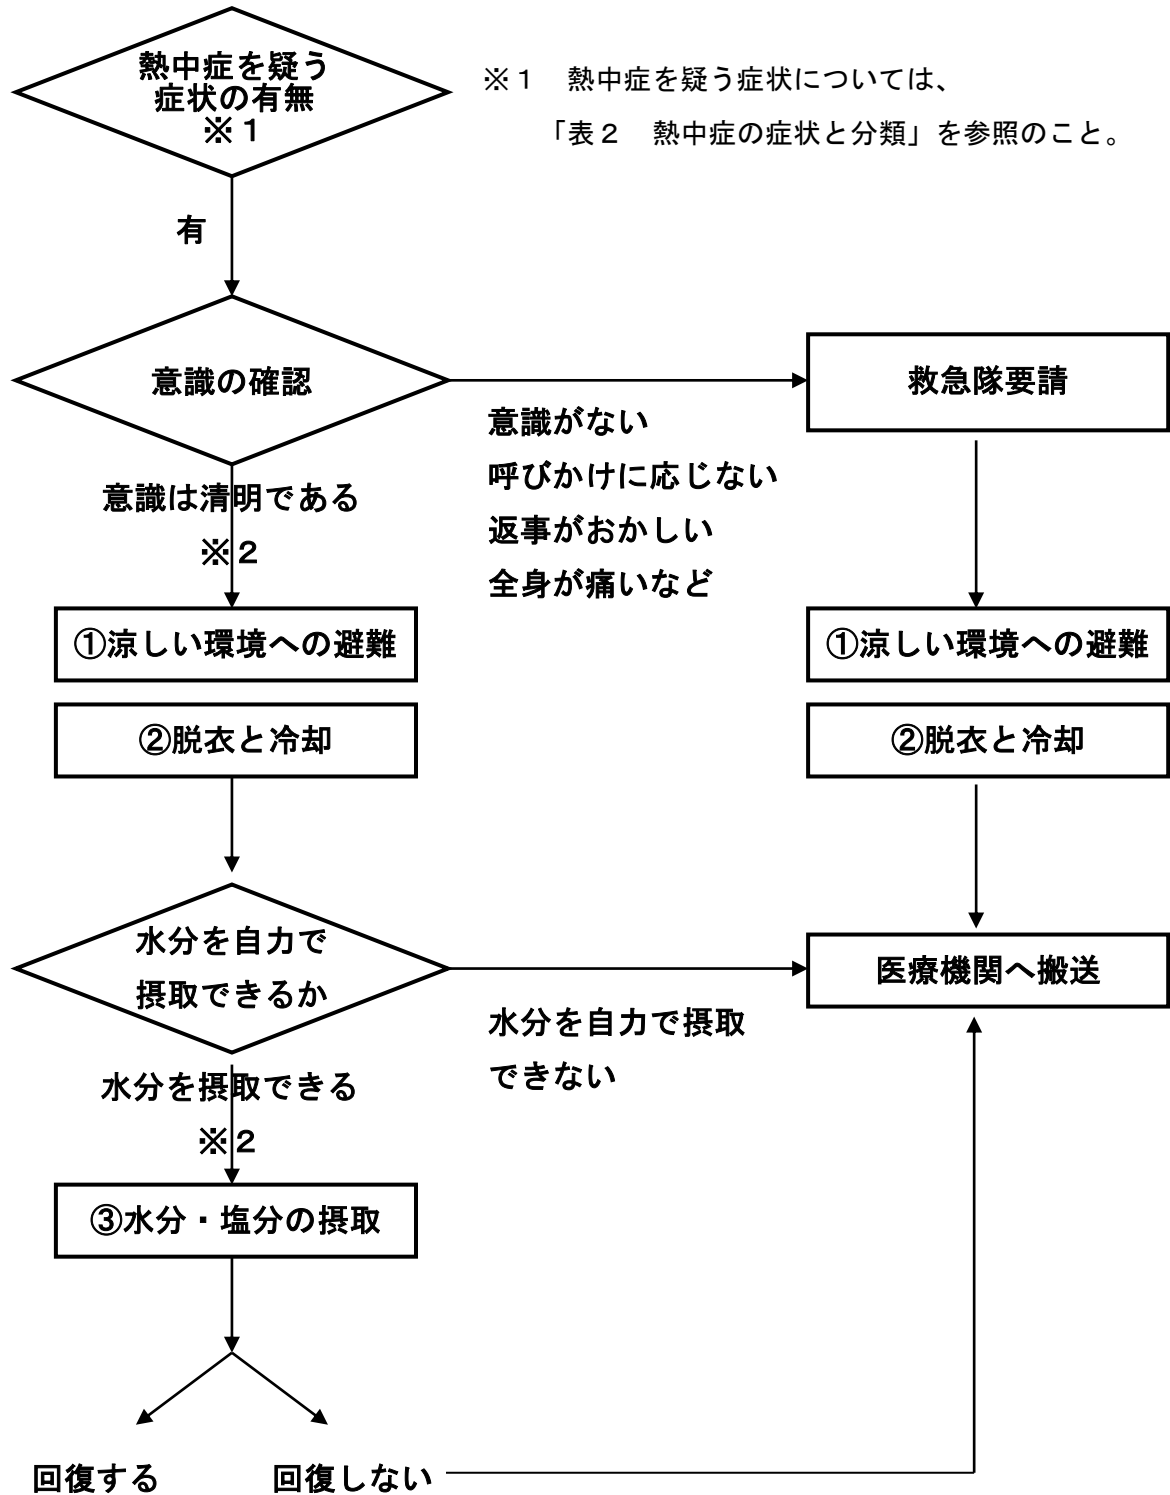 熱中症を疑う
症状の有無
※１
※１　熱中症を疑う症状については、
「表２　熱中症の症状と分類」を参照のこと。
有
意識の確認
救急隊要請
意識がない
呼びかけに応じない
返事がおかしい
全身が痛いなど
意識は清明である
※２
①涼しい環境への避難
①涼しい環境への避難
②脱衣と冷却
②脱衣と冷却
水分を自力で
摂取できるか
医療機関へ搬送
水分を自力で摂取
できない
水分を摂取できる
※２
③水分・塩分の摂取
回復する
回復しない